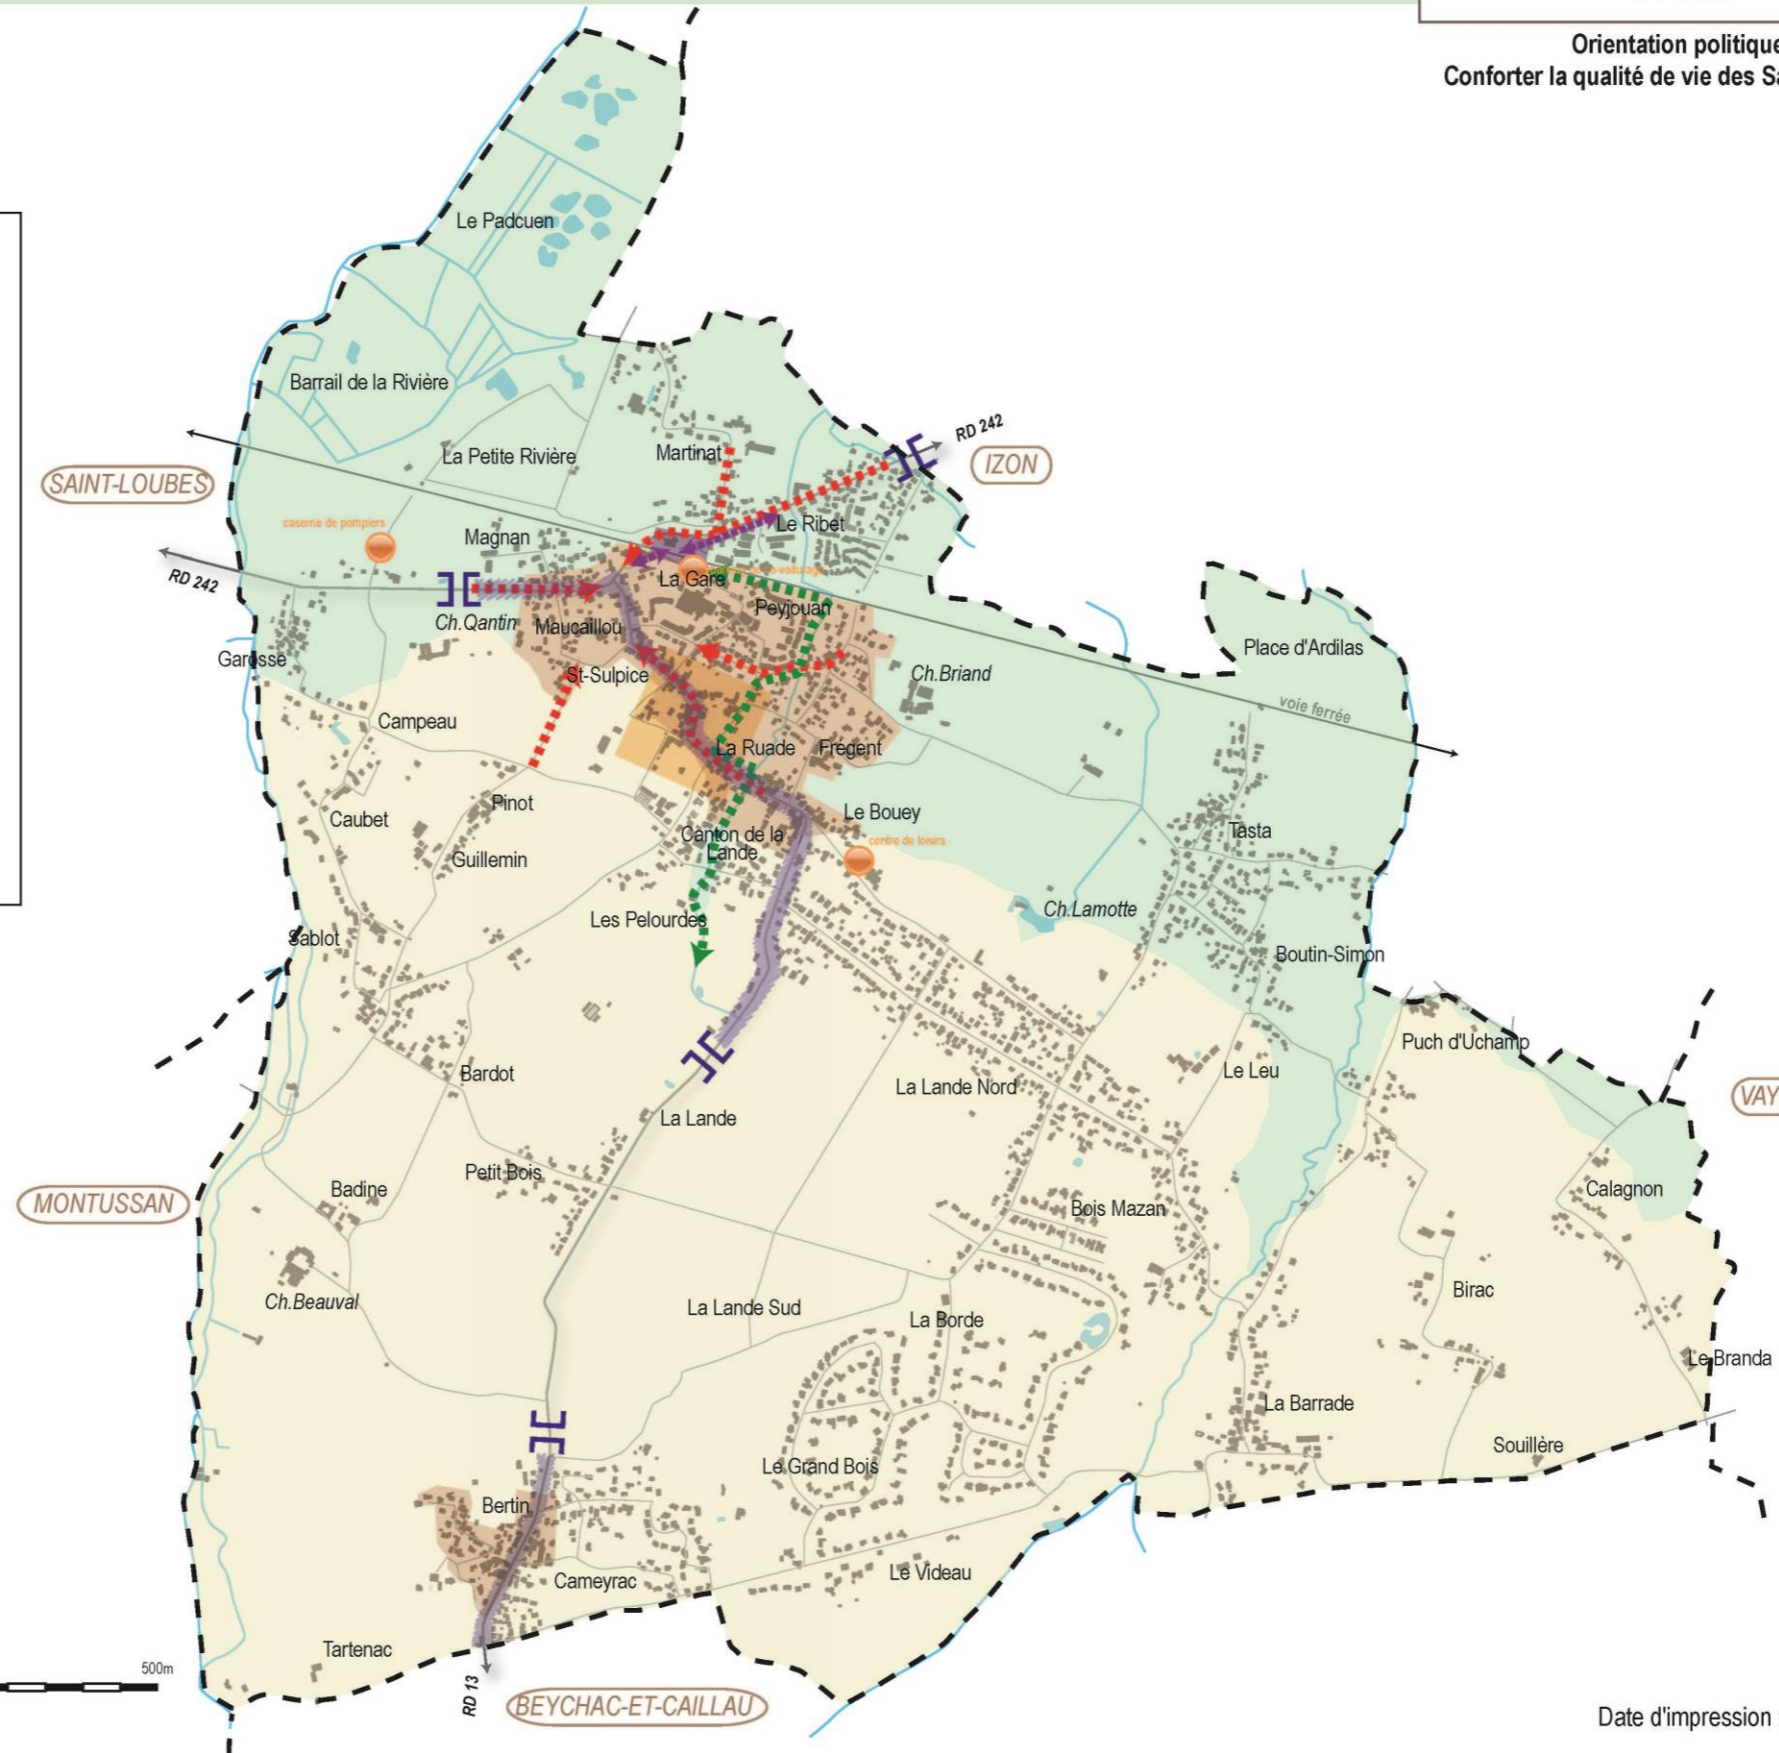 Orientation politique
Conforter la qualité de vie des Sa
Le Padcuen
Barrail de la Rivière
RD 242
La Petite Rivière
Martinat
IZON
SAINT-LOUBES
caserne de pompiers
Magnan
Le Ribet
RD 242
La Gare
Peyjouan
Ch.Qantin
Maucaillou
Garosse
St-Sulpice
Place d'Ardilas
Ch.Briand
voie ferrée
Campeau
La Ruade
Frégent
Pinot
Caubet
Le Bouey
Canton de la
Lande
centre de loisirs
Tasta
Guillemin
Ch.Lamotte
Les Pelourdes
Sablot
Boutin-Simon
Puch d'Uchamp
Bardot
Le Leu
La Lande Nord
VAY
La Lande
Petit Bois
Badine
MONTUSSAN
Bois Mazan
Calagnon
Ch.Beauval
La Lande Sud
La Borde
Birac
Le Branda
La Barrade
Souillère
Le Grand Bois
Bertin
Cameyrac
Le Videau
Tartenac
500m
RD 13
BEYCHAC-ET-CAILLAU
Date d'impression :